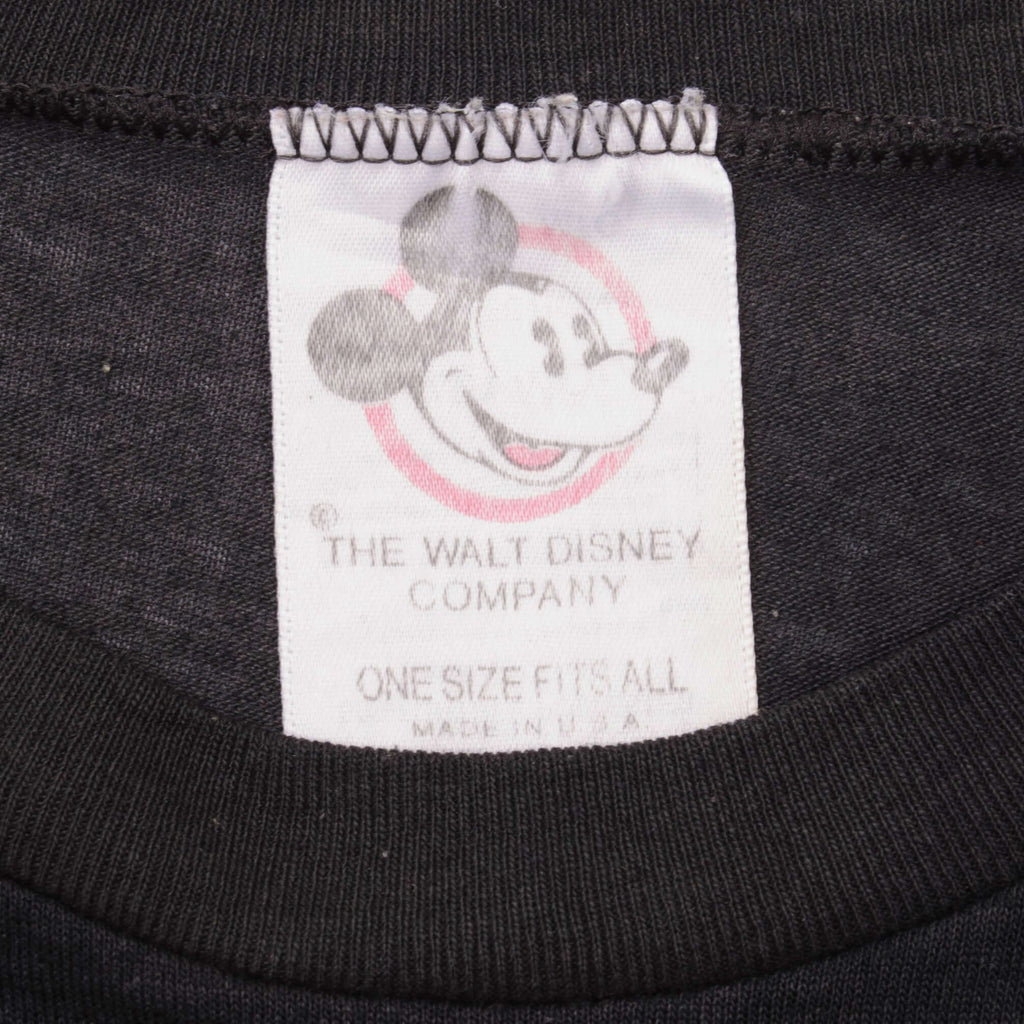 ©
THE WALT DISNEY
COMPANY
ONE SIZE FITS ALL
MADE IN U.S.A.